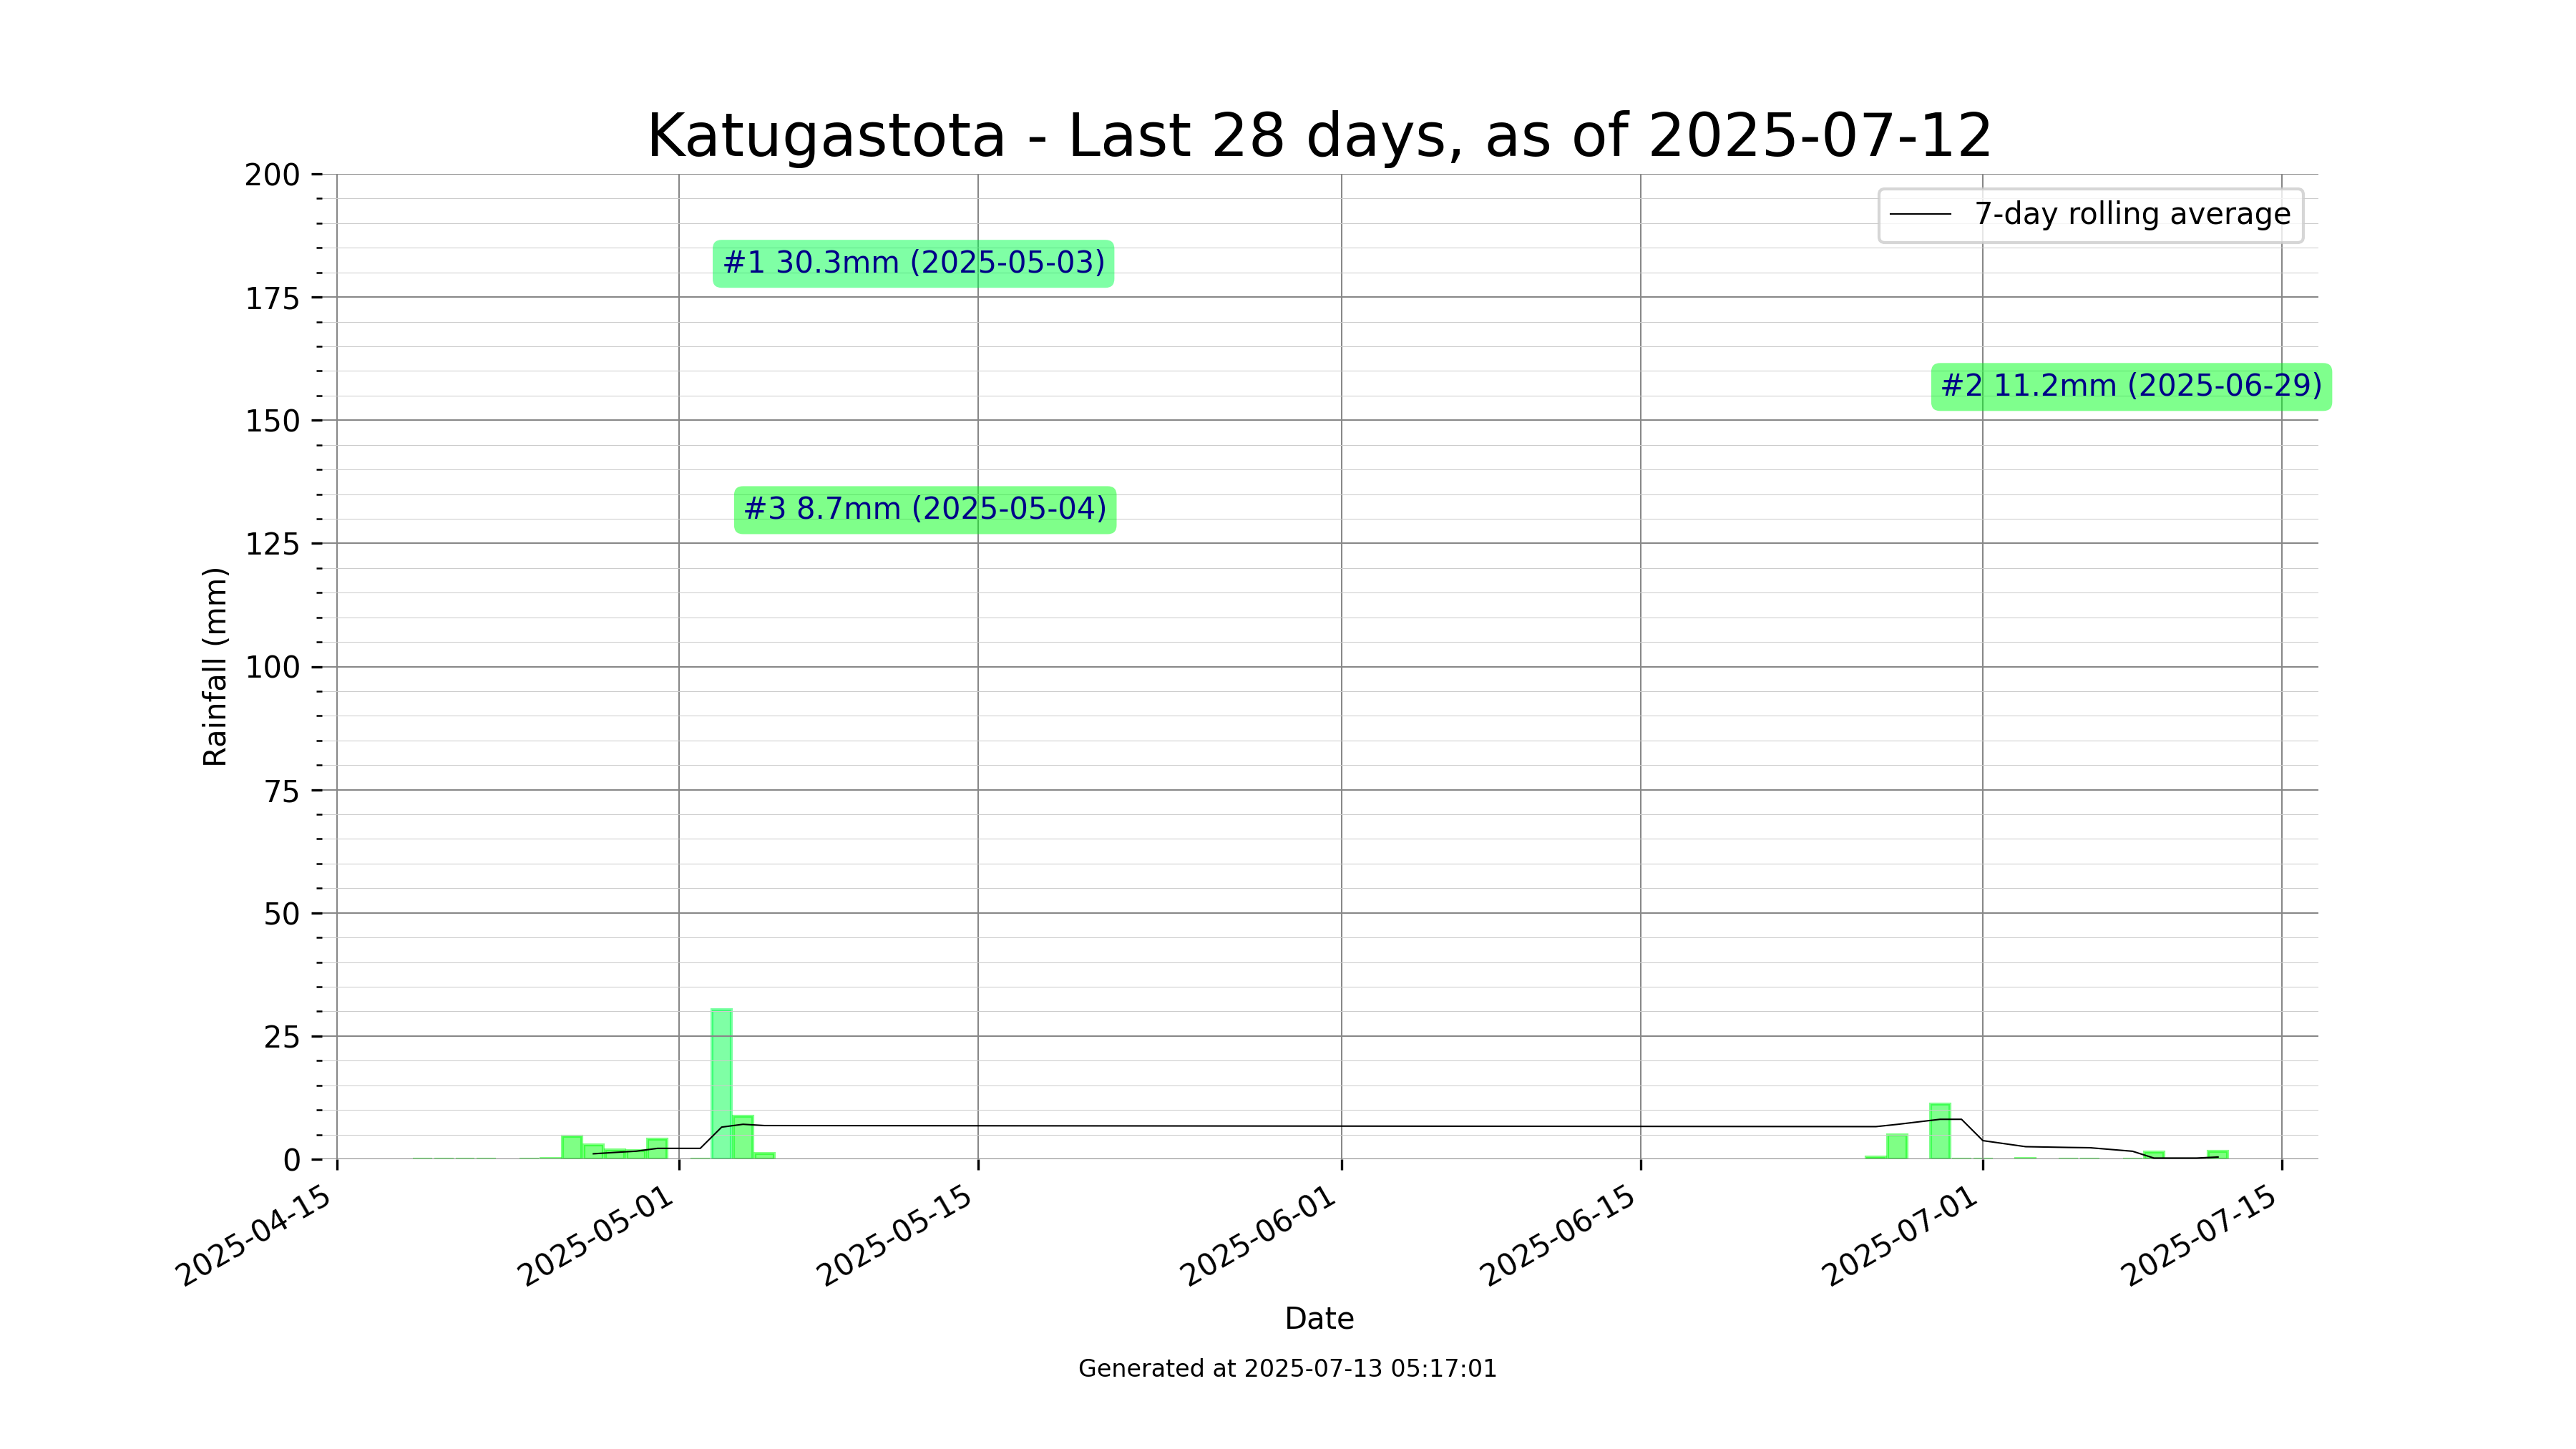 Katugastota - Last 28 days, as of 2025-07-12
200
175
150
125
100
75
50
25
0
Rainfall (mm)
7-day rolling average
#1 30.3mm (2025-05-03)
#2 11.2mm (2025-06-29)
#3 8.7mm (2025-05-04)
2025-04-15
2025-05-01
2025-05-15
2025-06-01
2025-06-15
2025-07-01
2025-07-15
Date
Generated at 2025-07-13 05:17:01